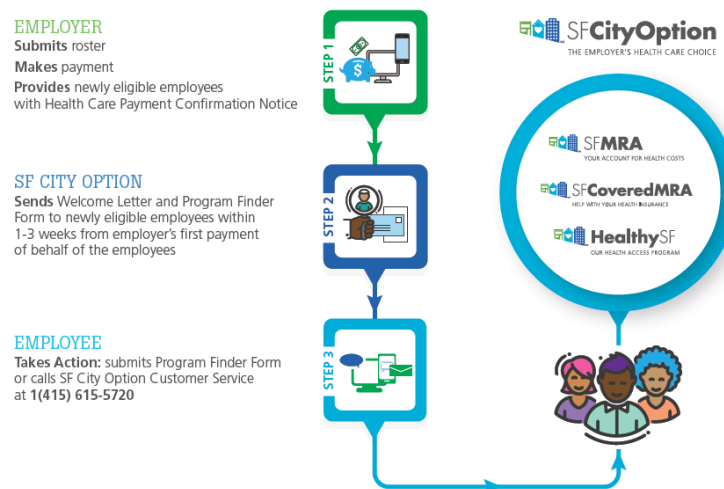 EMPLOYER
Submits roster
Makes payment
Provides newly eligible employees
with Health Care Payment Confirmation Notice
STEP 1
SF CITY OPTION
Sends Welcome Letter and Program Finder
Form to newly eligible employees within
1-3 weeks from employer's first payment
of behalf of the employees
STEP 2
EMPLOYEE
Takes Action: submits Program Finder Form
or calls SF City Option Customer Service
at 1(415) 615-5720
STEP 3
SFCityOption
THE EMPLOYER'S HEALTH CARE CHOICE
SFMRA
YOUR ACCOUNT FOR HEALTH COSTS
SFCoveredMRA
HELP WITH YOUR HEALTH INSURANCE
HealthySF
OUR HEALTH ACCESS PROGRAM